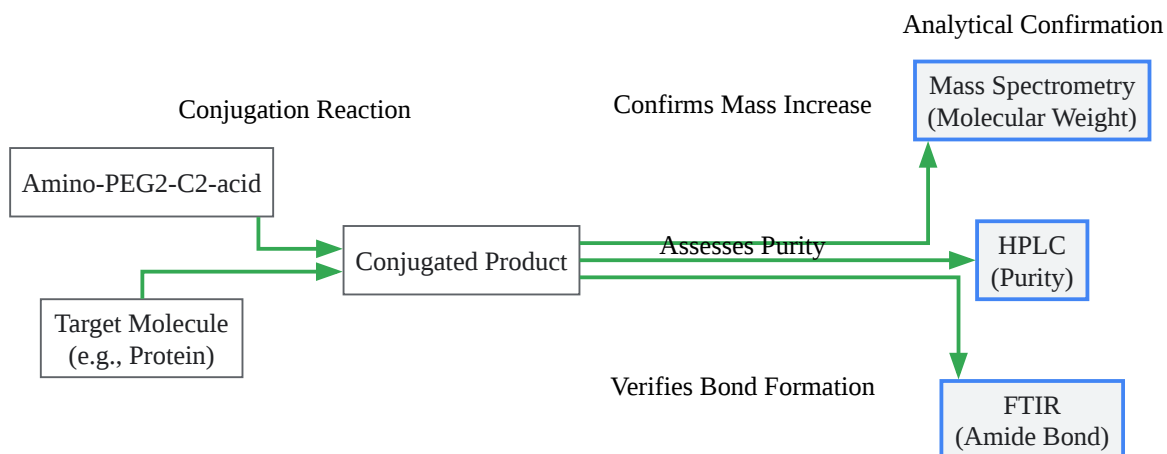 Analytical Confirmation
Mass Spectrometry
(Molecular Weight)
Confirms Mass Increase
Conjugation Reaction
Amino-PEG2-C2-acid
Conjugated Product
Assesses Purity
HPLC
(Purity)
Target Molecule
(e.g., Protein)
Verifies Bond Formation
FTIR
(Amide Bond)